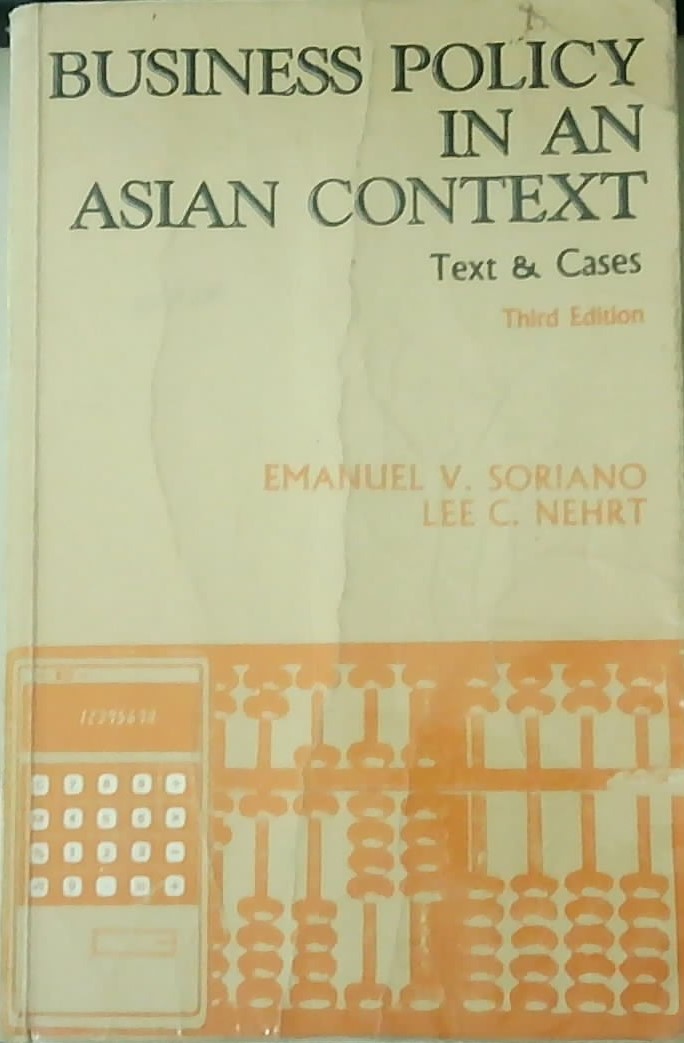 BUSINESS POLICY
IN AN
ASIAN CONTEXT
Text & Cases
Third Edition
EMANUEL V. SORIANO
LEE C. NEHRT